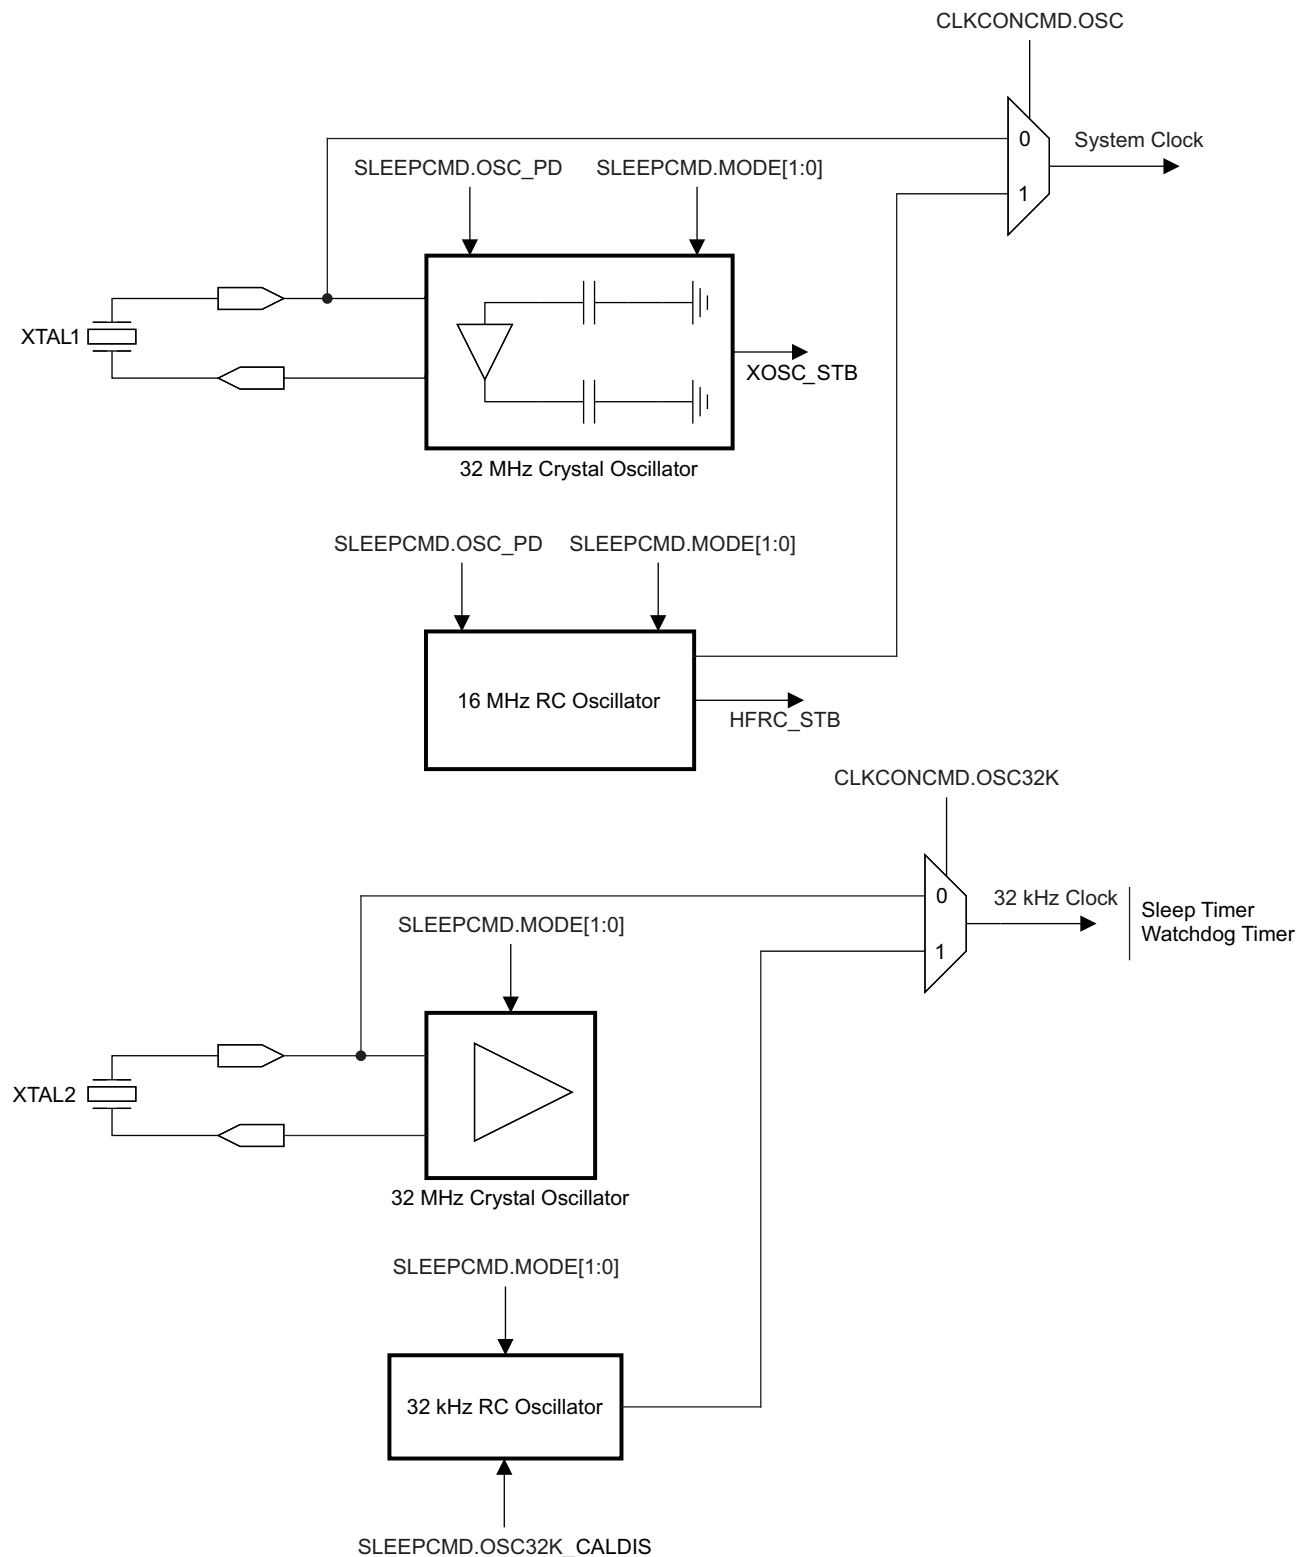 CLKCONCMD.OSC
0
System Clock
SLEEPCMD.OSC_PD
SLEEPCMD.MODE[1:0]
1
XTAL1
XOSC_STB
32 MHz Crystal Oscillator
SLEEPCMD.OSC_PD
SLEEPCMD.MODE[1:0]
16 MHz RC Oscillator
HFRC_STB
CLKCONCMD.OSC32K
0
32 kHz Clock
Sleep Timer
Watchdog Timer
SLEEPCMD.MODE[1:0]
1
XTAL2
32 MHz Crystal Oscillator
SLEEPCMD.MODE[1:0]
32 kHz RC Oscillator
SLEEPCMD.OSC32K_CALDIS